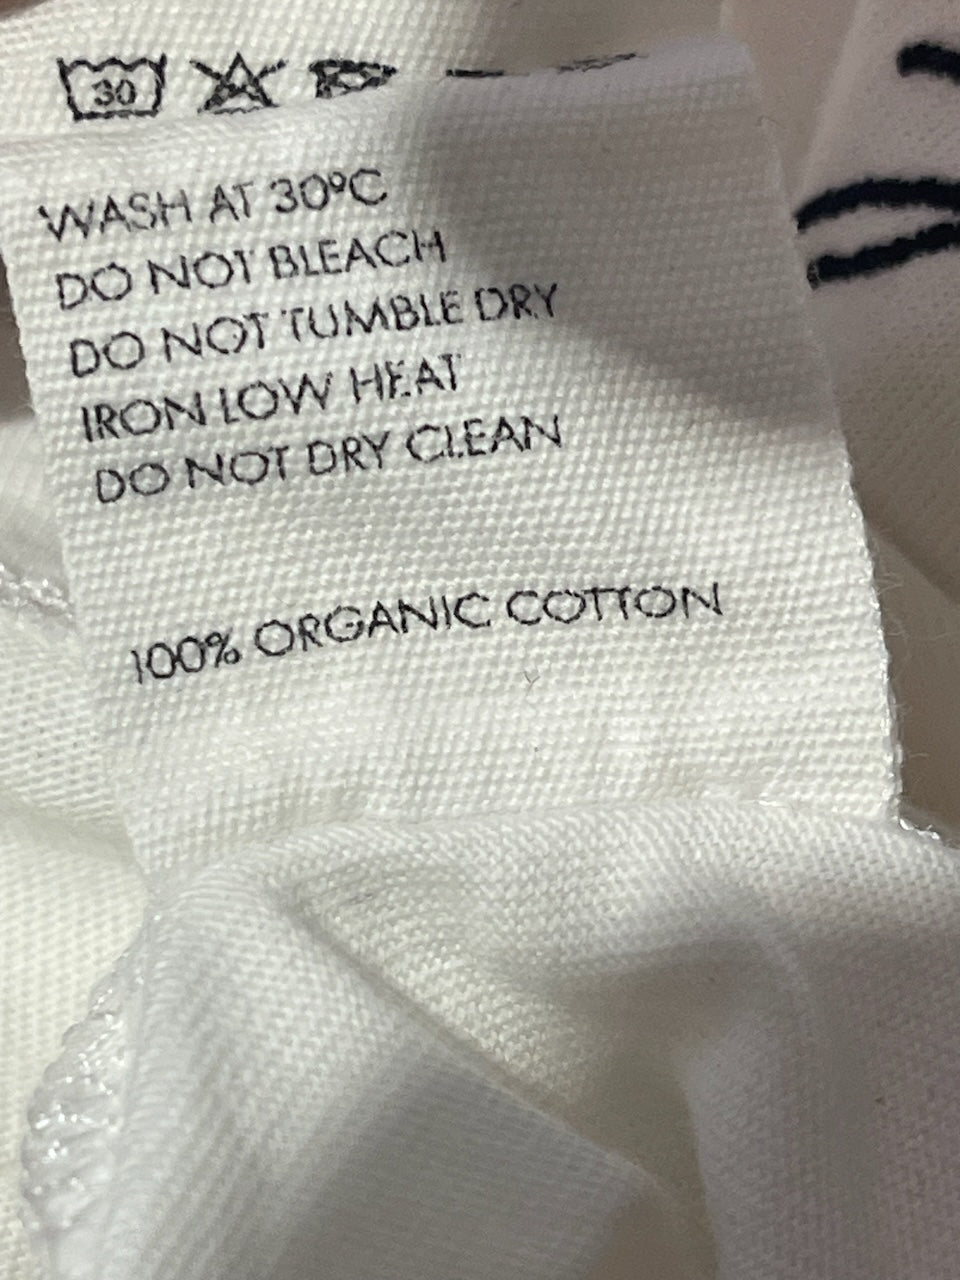 30
WASH AT 30ºC
DO NOT BLEACH
DO NOT TUMBLE DRY
IRON LOW HEAT
DO NOT DRY CLEAN
100% ORGANIC COTTON